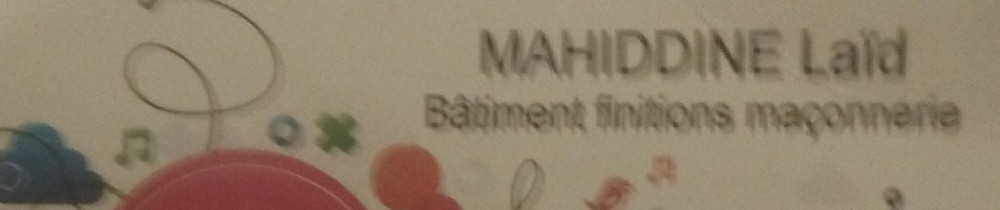 MAHIDDINE Laïd
Bâtiment finitions maçonnerie